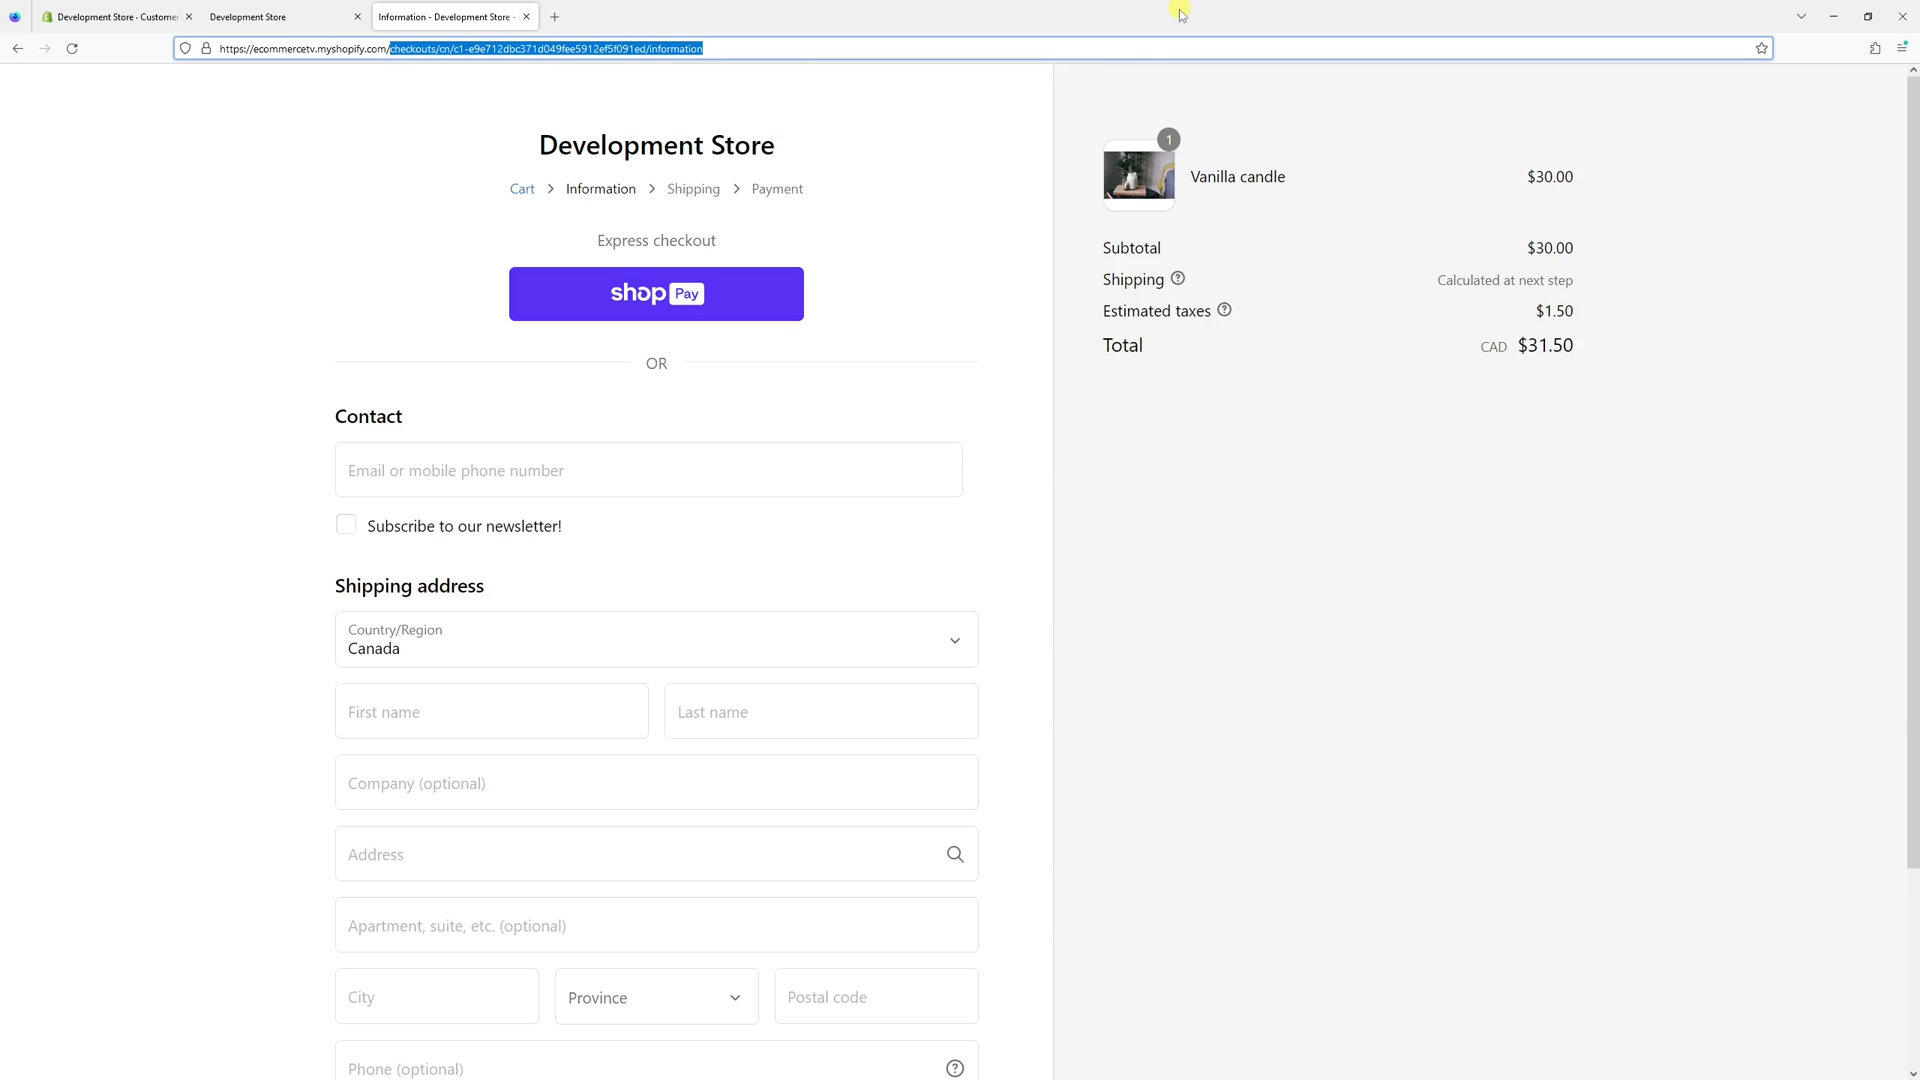 Development Store · Customer
Development Store
Information - Development Store -
https://ecommercetv.myshopify.com/checkouts/cn/c1-e9e712dbc371d049fee5912ef5f091ed/information
Development Store
Cart > Information > Shipping > Payment
Express checkout
shop Pay
OR
Contact
Email or mobile phone number
Subscribe to our newsletter!
Shipping address
Country/Region
Canada
First name
Last name
Company (optional)
Address
Apartment, suite, etc. (optional)
City
Province
Postal code
Phone (optional)
1
Vanilla candle $30.00
Subtotal $30.00
Shipping Calculated at next step
Estimated taxes $1.50
Total CAD $31.50